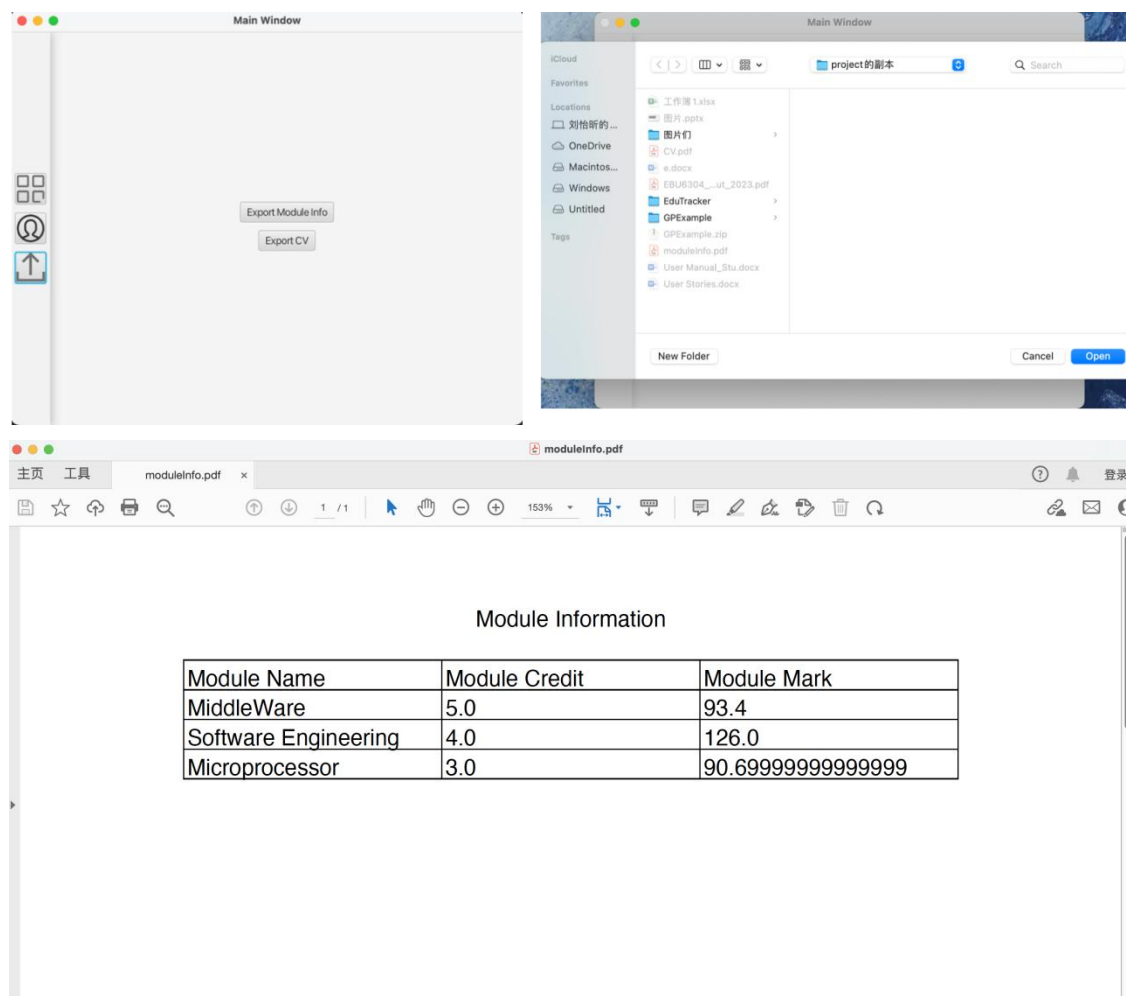 Main Window
Export Module Info
Export CV
Main Window
iCloud
Favorites
Locations
刘怡昕的...
OneDrive
Macintos...
Windows
Untitled
Tags
project的副本
Search
工作簿1.xlsx
图片.pptx
图片们
CV.pdf
e.docx
EBU6304_...ut_2023.pdf
EduTracker
GPExample
GPExample.zip
moduleInfo.pdf
User Manual_Stu.docx
User Stories.docx
New Folder
Cancel
Open
moduleInfo.pdf
主页 工具 moduleInfo.pdf × 登录
1 / 1 153%
Module Information
Module Name Module Credit Module Mark
MiddleWare 5.0 93.4
Software Engineering 4.0 126.0
Microprocessor 3.0 90.69999999999999